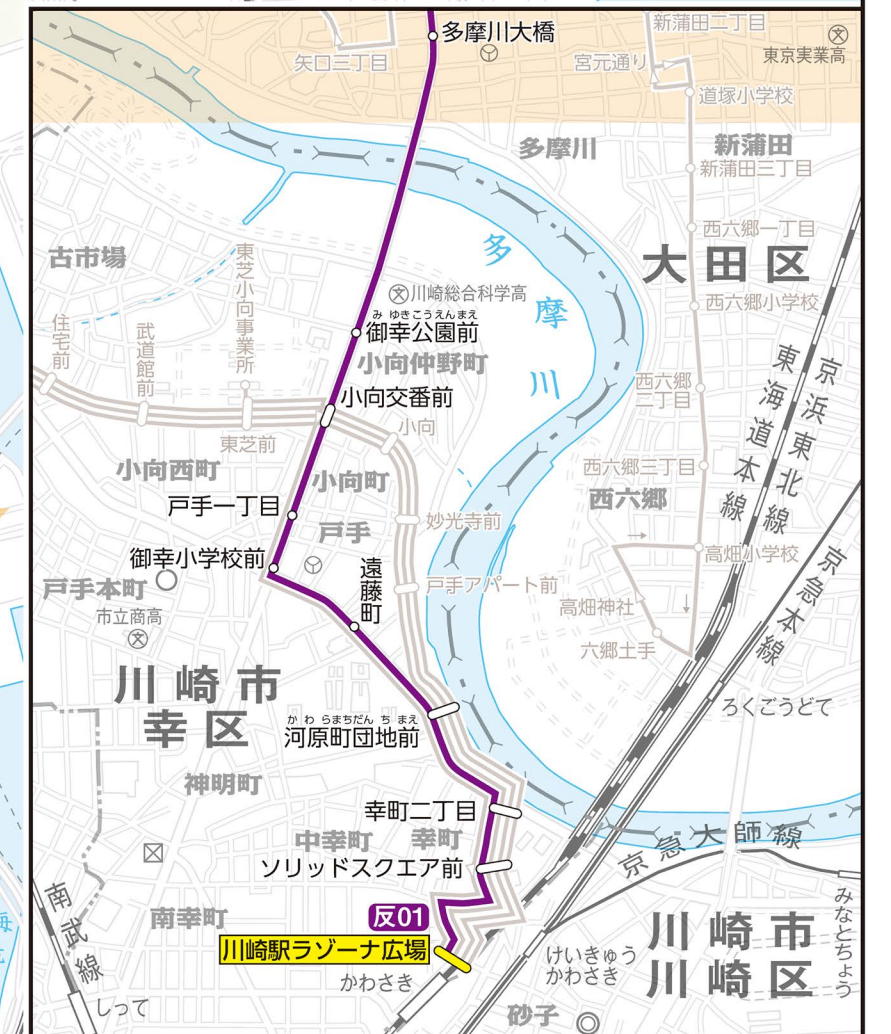 多摩川大橋
新蒲田二丁目
矢口三丁目
宮元通り
文
東京実業高
道塚小学校
多摩川
新蒲田
新蒲田三丁目
西六郷一丁目
古市場
大田区
多摩川
東芝小向事業所
文川崎総合科学高
西六郷小学校
みゆきこうえんまえ
御幸公園前
住宅前
武道館前
小向仲野町
京浜東北線
東海道本線
西六郷
二丁目
小向交番前
小向
東芝前
小向西町
小向町
西六郷三丁目
西六郷
戸手一丁目
妙光寺前
戸手
御幸小学校前
高畑小学校
京急本線
遠藤町
戸手アパート前
戸手本町
高畑神社
市立商高
文
六郷土手
川崎市
幸区
ろくごうどて
かわらまちだんちまえ
河原町団地前
神明町
幸町二丁目
中幸町
幸町
京急大師線
ソリッドスクエア前
南武線
みなとちょう
南幸町
反01
川崎駅ラゾーナ広場
川崎市
川崎区
けいきゅう
かわさき
かわさき
しって
砂子